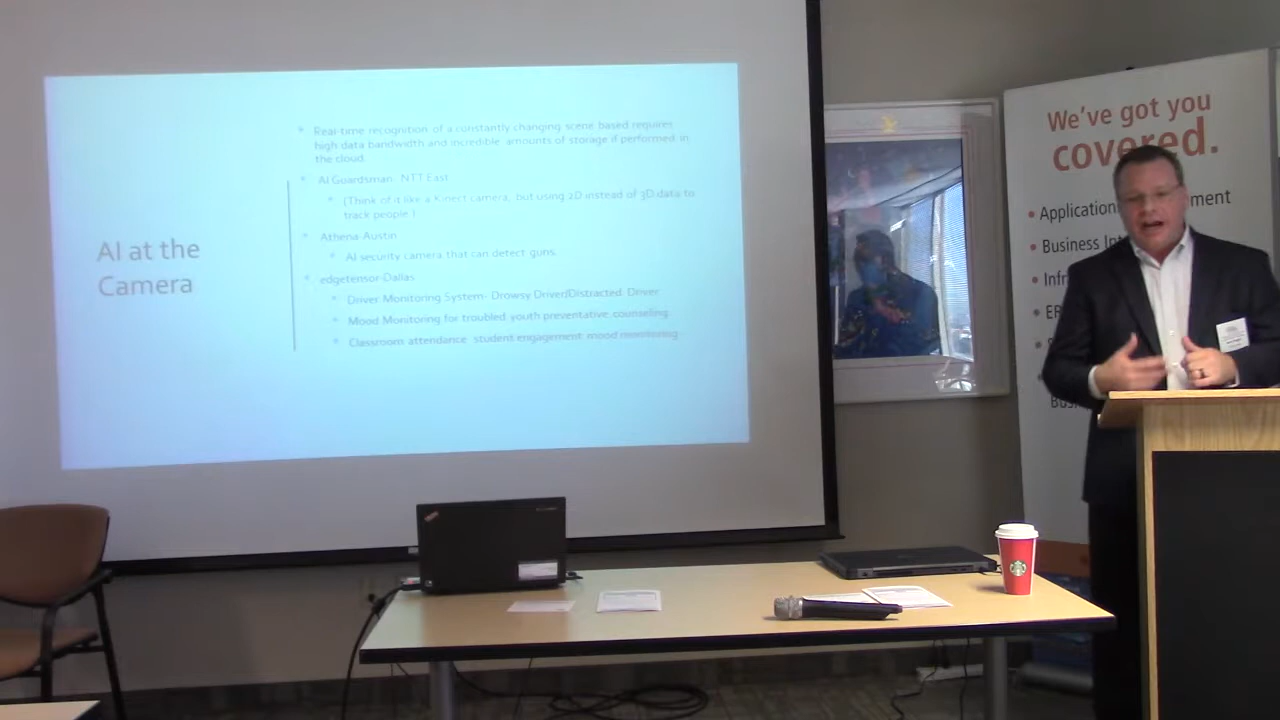 AI at the
Camera
Real-time recognition of a constantly changing scene based requires
high data bandwidth and incredible amounts of storage if performed in
the cloud.
AI Guardsman- NTT East
(Think of it like a Kinect camera, but using 2D instead of 3D data to
track people.)
Athena-Austin
AI security camera that can detect guns.
edgetensor-Dallas
Driver Monitoring System- Drowsy Driver/Distracted Driver
Mood Monitoring for troubled youth preventative counseling
Classroom attendance student engagement mood monitoring
We've got you
covered.
Application
Business
ER